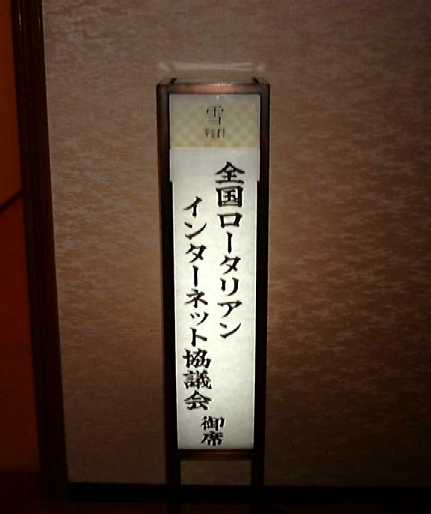 雪
全国ロータリアン
インターネット協議会
御席